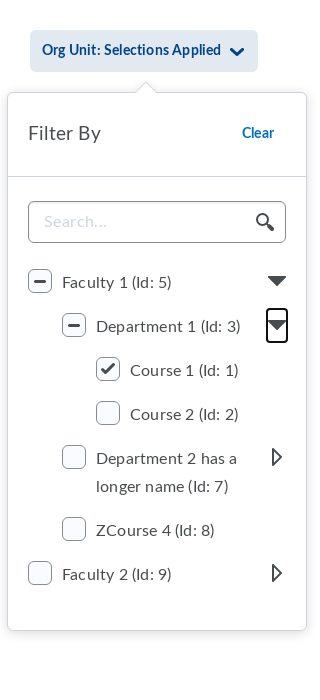 Org Unit: Selections Applied
Filter By
Clear
Search...
Faculty 1 (Id: 5)
Department 1 (Id: 3)
Course 1 (Id: 1)
Course 2 (Id: 2)
Department 2 has a
longer name (Id: 7)
ZCourse 4 (Id: 8)
Faculty 2 (Id: 9)